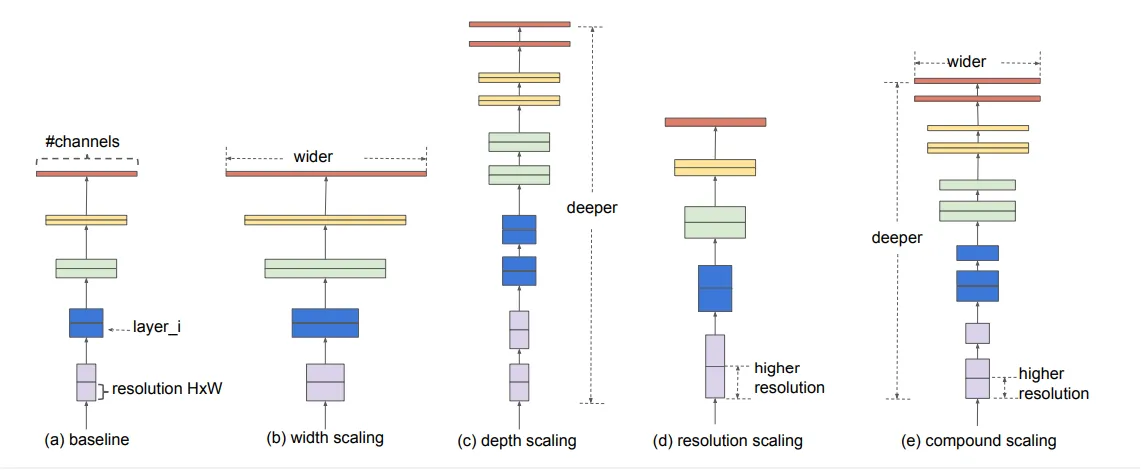 #channels
layer_i
resolution HxW
(a) baseline
wider
(b) width scaling
deeper
(c) depth scaling
higher
resolution
(d) resolution scaling
wider
deeper
higher
resolution
(e) compound scaling